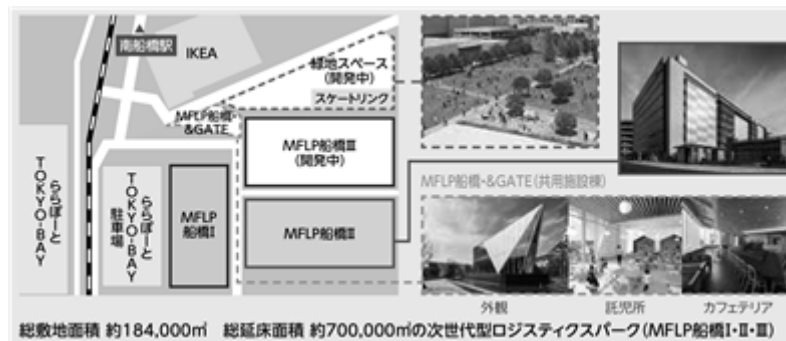 南船橋駅
IKEA
緑地スペース
(開発中)
スケートリンク
MFLP船橋・
&GATE
MFLP船橋Ⅲ
(開発中)
ららぽーと
TOKYO-BAY
ららぽーと
TOKYO-BAY
駐車場
MFLP
船橋Ⅰ
MFLP船橋Ⅱ
MFLP船橋・&GATE(共用施設棟)
外観
託児所
カフェテリア
総敷地面積 約184,000㎡ 総延床面積 約700,000㎡の次世代型ロジスティクスパーク(MFLP船橋Ⅰ・Ⅱ・Ⅲ)